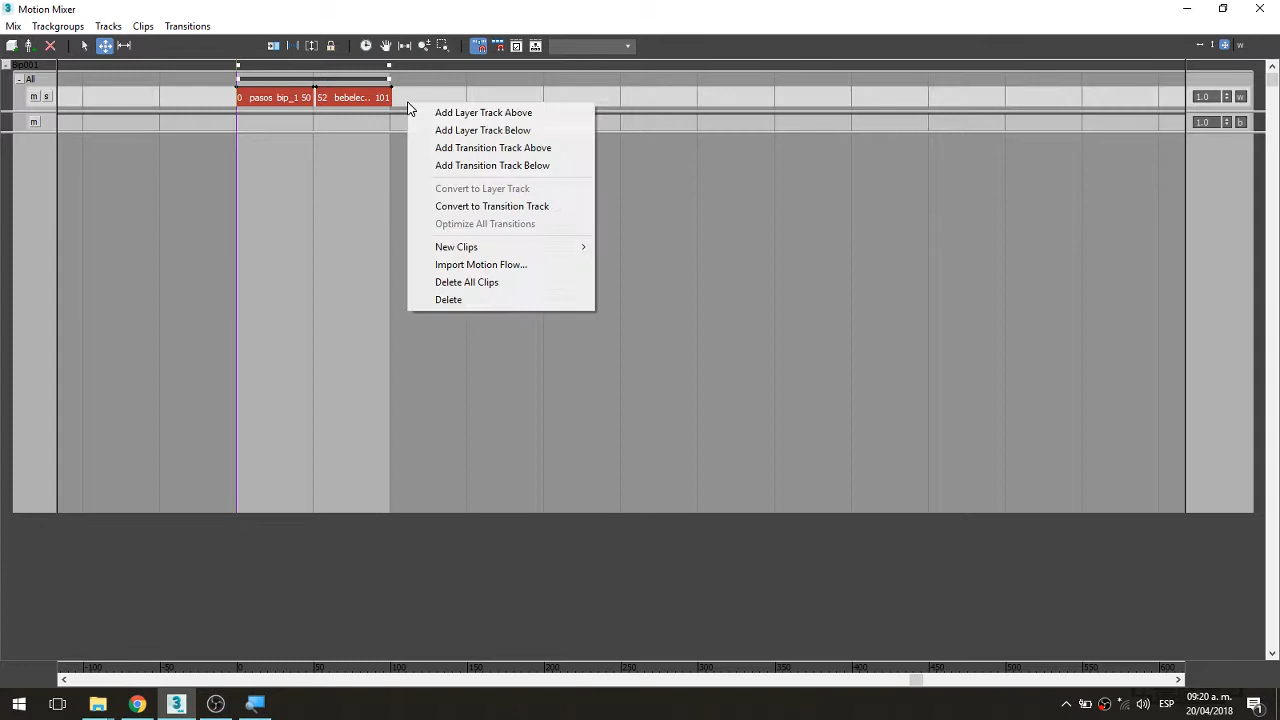 Motion Mixer
Mix Trackgroups Tracks Clips Transitions
Bip001
All
m s 0 pasos bip_1 50 52 bebelec.. 101 1.0 w
m 1.0 b
w
Add Layer Track Above
Add Layer Track Below
Add Transition Track Above
Add Transition Track Below
Convert to Layer Track
Convert to Transition Track
Optimize All Transitions
New Clips
Import Motion Flow...
Delete All Clips
Delete
-100 -50 0 50 100 150 200 250 300 350 400 450 500 550 600
ESP
09:20 a. m.
20/04/2018